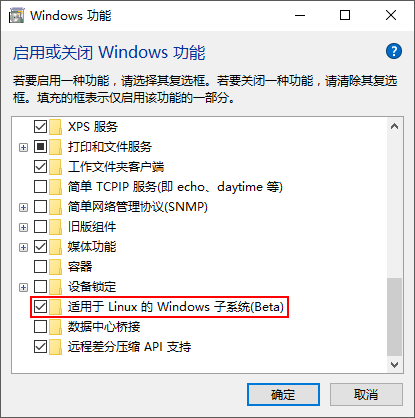 Windows 功能
启用或关闭 Windows 功能
若要启用一种功能，请选择其复选框。若要关闭一种功能，请清除其复选
框。填充的框表示仅启用该功能的一部分。
XPS 服务
打印和文件服务
工作文件夹客户端
简单 TCPIP 服务(即 echo、daytime 等)
简单网络管理协议(SNMP)
旧版组件
媒体功能
容器
设备锁定
适用于 Linux 的 Windows 子系统(Beta)
数据中心桥接
远程差分压缩 API 支持
确定
取消